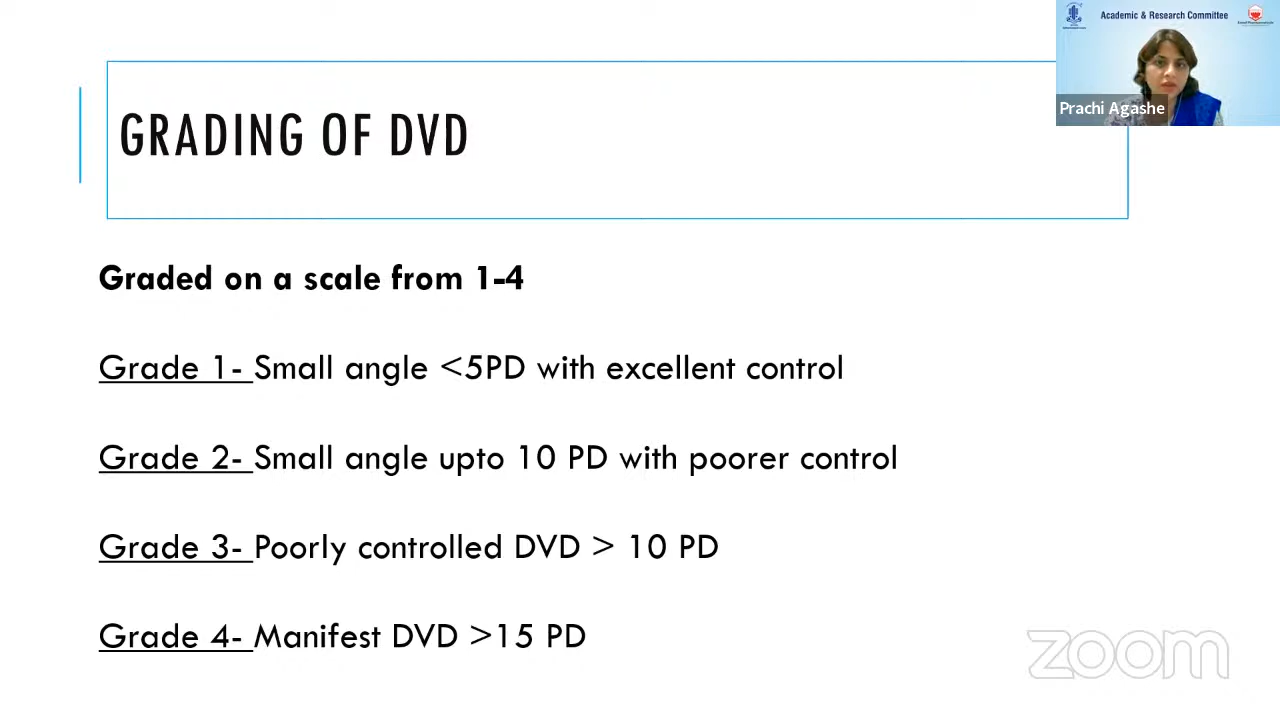 Academic & Research Committee
Prachi Agashe
GRADING OF DVD
Graded on a scale from 1-4
Grade 1- Small angle <5PD with excellent control
Grade 2- Small angle upto 10 PD with poorer control
Grade 3- Poorly controlled DVD > 10 PD
Grade 4- Manifest DVD >15 PD
zoom